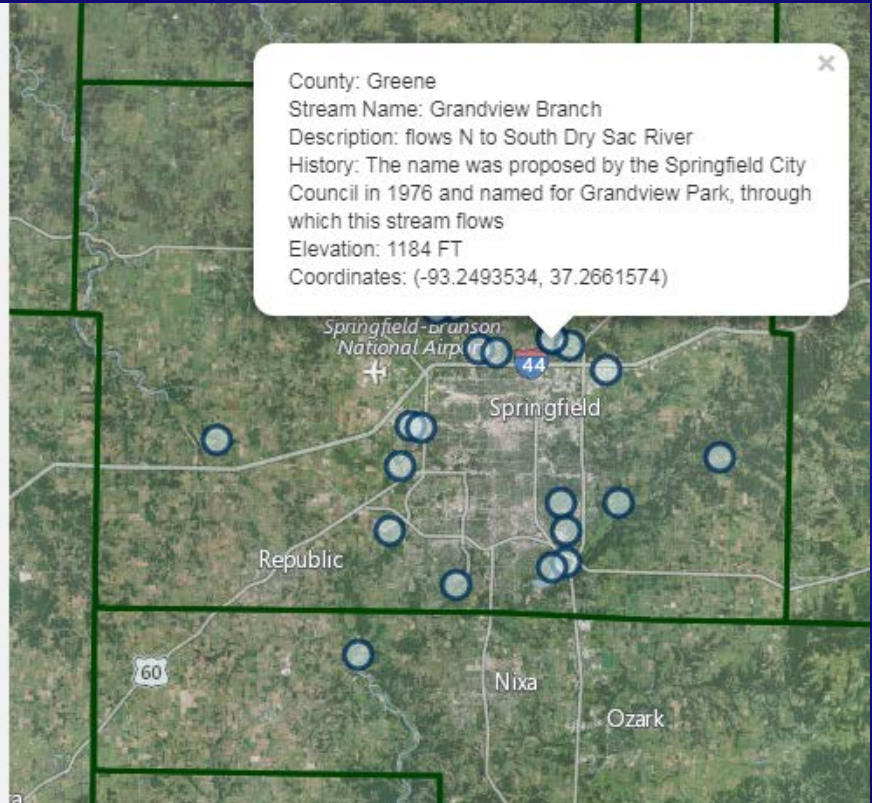 ×
County: Greene
Stream Name: Grandview Branch
Description: flows N to South Dry Sac River
History: The name was proposed by the Springfield City
Council in 1976 and named for Grandview Park, through
which this stream flows
Elevation: 1184 FT
Coordinates: (-93.2493534, 37.2661574)
Springfield-Branson
National Airport
44
Springfield
Republic
60
Nixa
Ozark